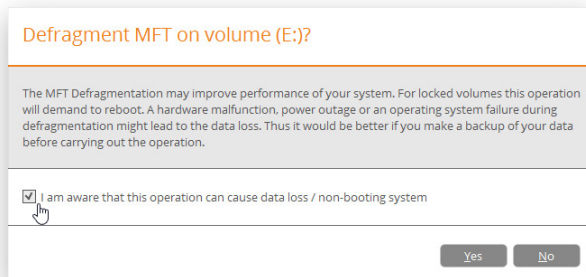 Defragment MFT on volume (E:)?
The MFT Defragmentation may improve performance of your system. For locked volumes this operation
will demand to reboot. A hardware malfunction, power outage or an operating system failure during
defragmentation might lead to the data loss. Thus it would be better if you make a backup of your data
before carrying out the operation.
I am aware that this operation can cause data loss / non-booting system
Yes
No